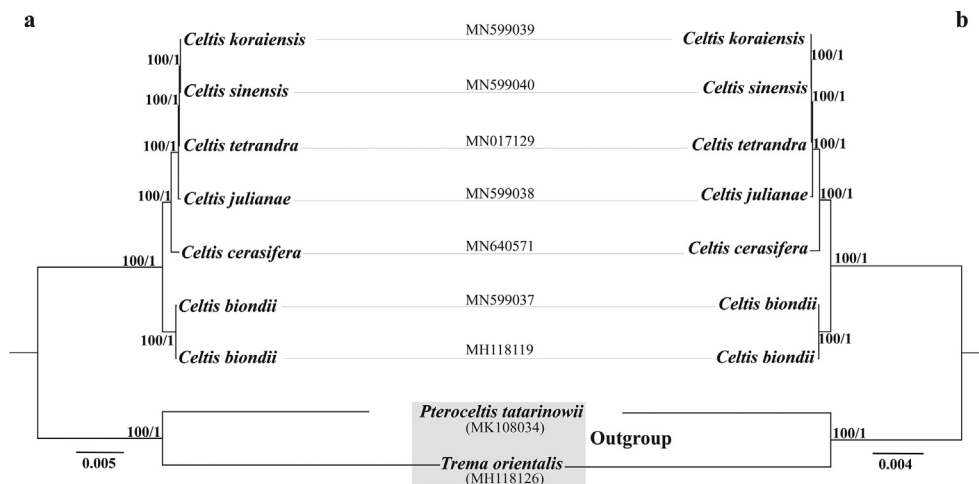 a b
Celtis koraiensis MN599039 Celtis koraiensis
100/1 100/1
Celtis sinensis MN599040 Celtis sinensis
100/1 100/1
Celtis tetrandra MN017129 Celtis tetrandra
100/1 100/1
Celtis julianae MN599038 Celtis julianae
100/1 100/1
Celtis cerasifera MN640571 Celtis cerasifera
100/1 100/1
Celtis biondii MN599037 Celtis biondii
100/1 100/1
Celtis biondii MH118119 Celtis biondii
Pteroceltis tatarinowii
(MK108034)
100/1 Outgroup 100/1
0.005 Trema orientalis 0.004
(MH118126)